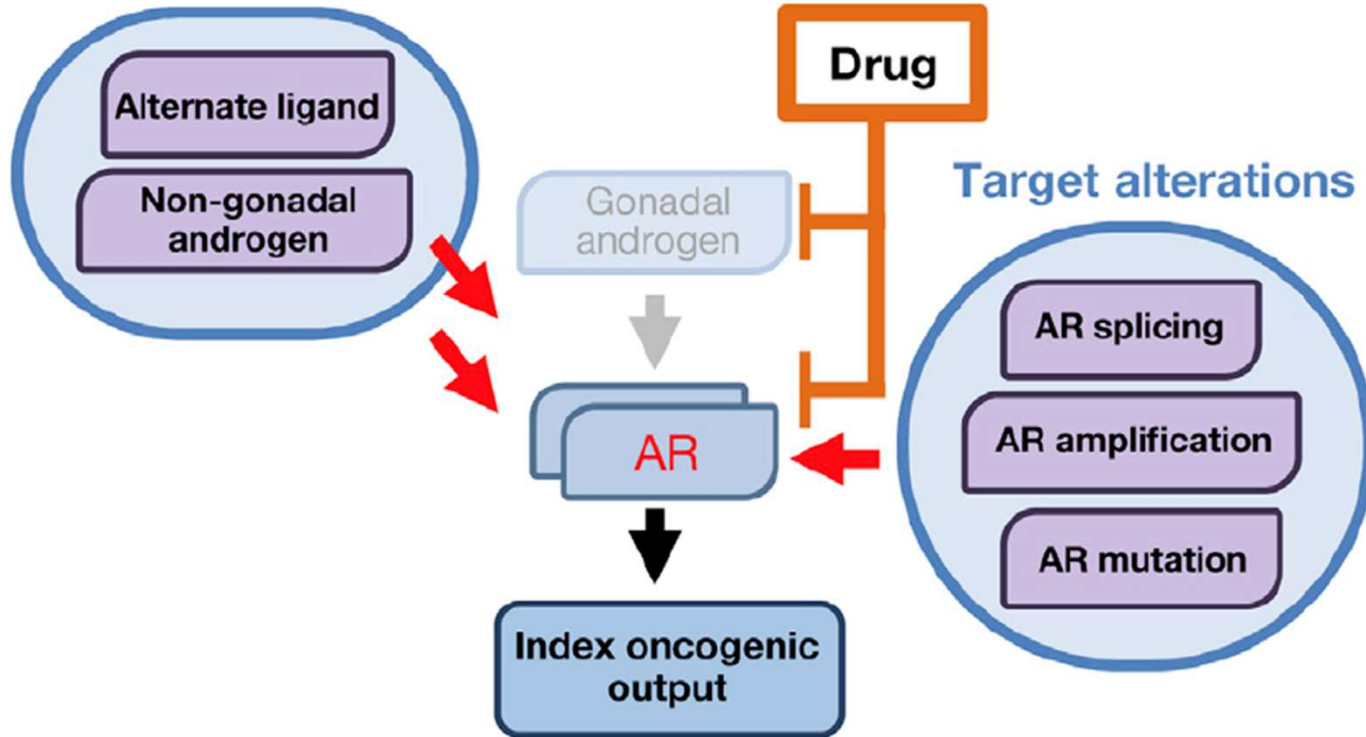 Alternate ligand
Non-gonadal
androgen
Drug
Gonadal
androgen
Target alterations
AR splicing
AR amplification
AR mutation
AR
Index oncogenic
output